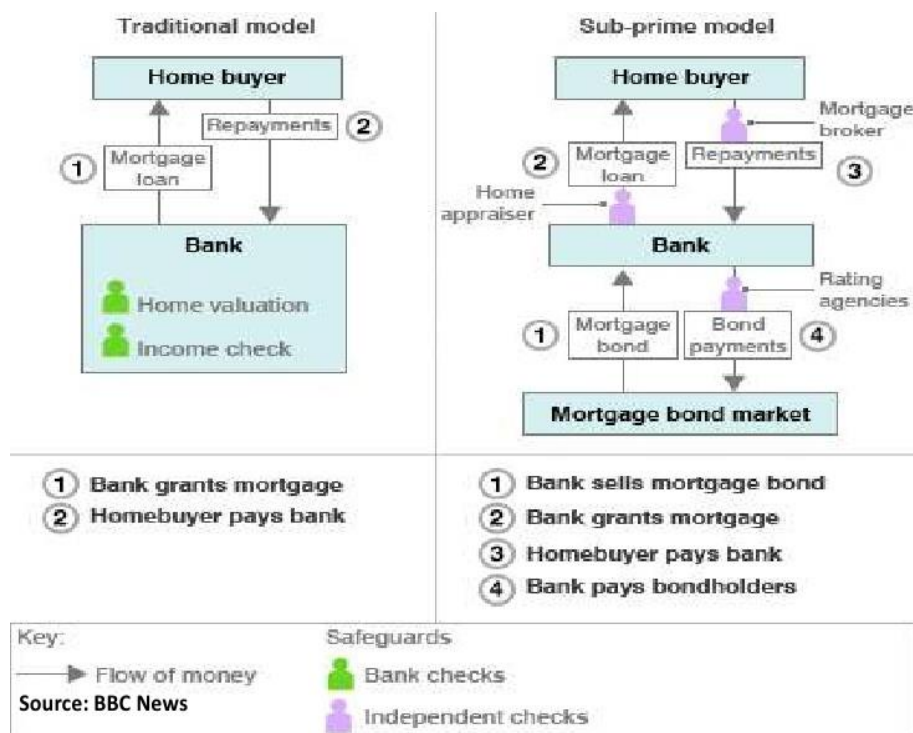 Traditional model
Home buyer
Repayments
2
1
Mortgage
loan
Bank
Home valuation
Income check
1 Bank grants mortgage
2 Homebuyer pays bank
Sub-prime model
Home buyer
Mortgage
broker
2
Mortgage
loan
Repayments
3
Home
appraiser
Bank
Rating
agencies
1
Mortgage
bond
Bond
payments
4
Mortgage bond market
1 Bank sells mortgage bond
2 Bank grants mortgage
3 Homebuyer pays bank
4 Bank pays bondholders
Key:
Flow of money
Source: BBC News
Safeguards
Bank checks
Independent checks